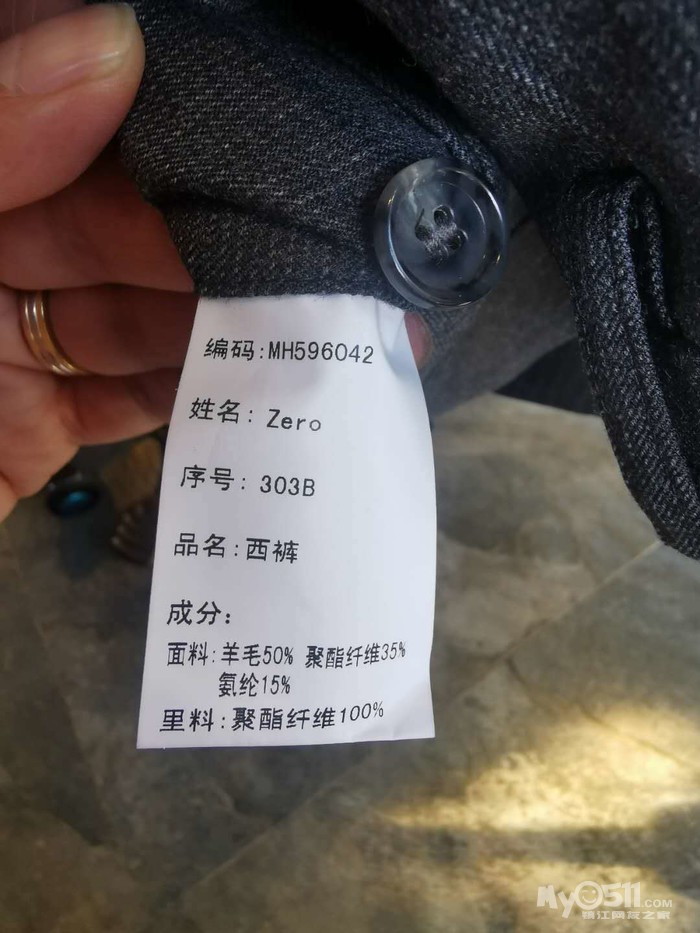 编码:MH596042
姓名: Zero
序号: 303B
品名:西裤
成分:
面料:羊毛50% 聚酯纤维35%
氨纶15%
里料:聚酯纤维100%
My0511.COM
镇江网友之家